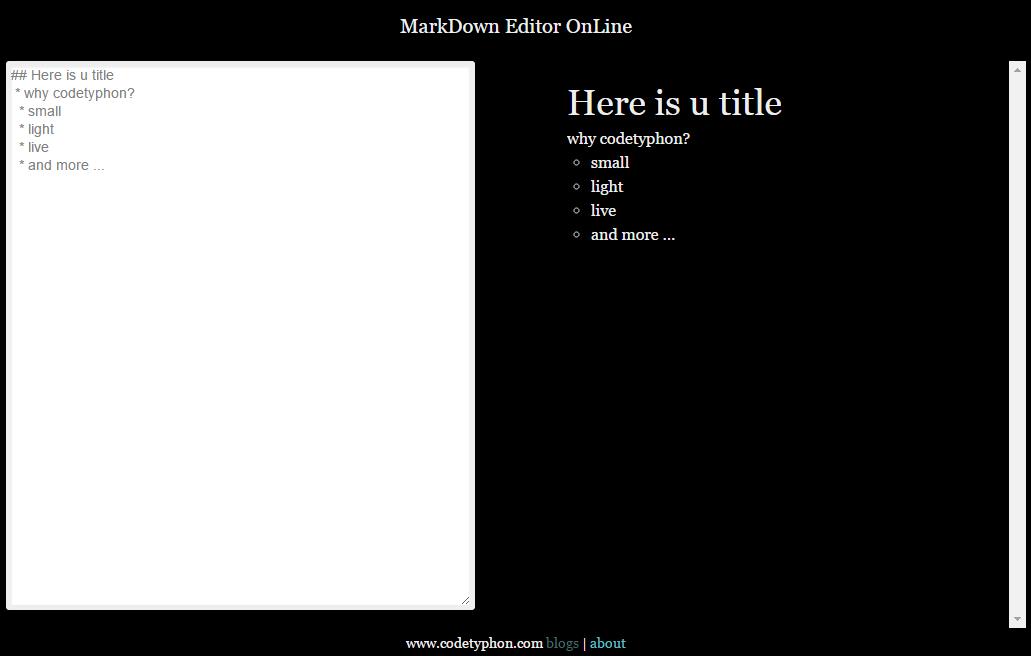 MarkDown Editor OnLine
## Here is u title
* why codetyphon?
* small
* light
* live
* and more ...
Here is u title
why codetyphon?
small
light
live
and more ...
www.codetyphon.com blogs | about